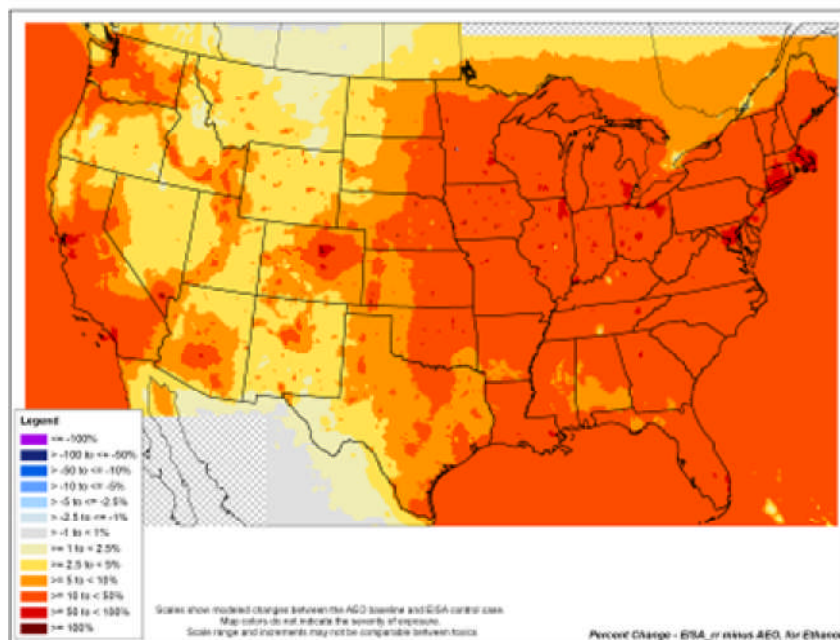 Legend
<= -100%
> -100 to <= -50%
> -50 to <= -10%
> -10 to <= -5%
> -5 to <= -2.5%
> -2.5 to <= -1%
> -1 to < 1%
>= 1 to < 2.5%
>= 2.5 to < 5%
>= 5 to < 10%
>= 10 to < 50%
>= 50 to < 100%
>= 100%
Scales show modeled changes between the AEO baseline and EISA control case.
Map colors do not indicate the severity of exposure.
Scale range and increments may not be comparable between toxics
Percent Change - EISA_rr minus AEO, for Ethano